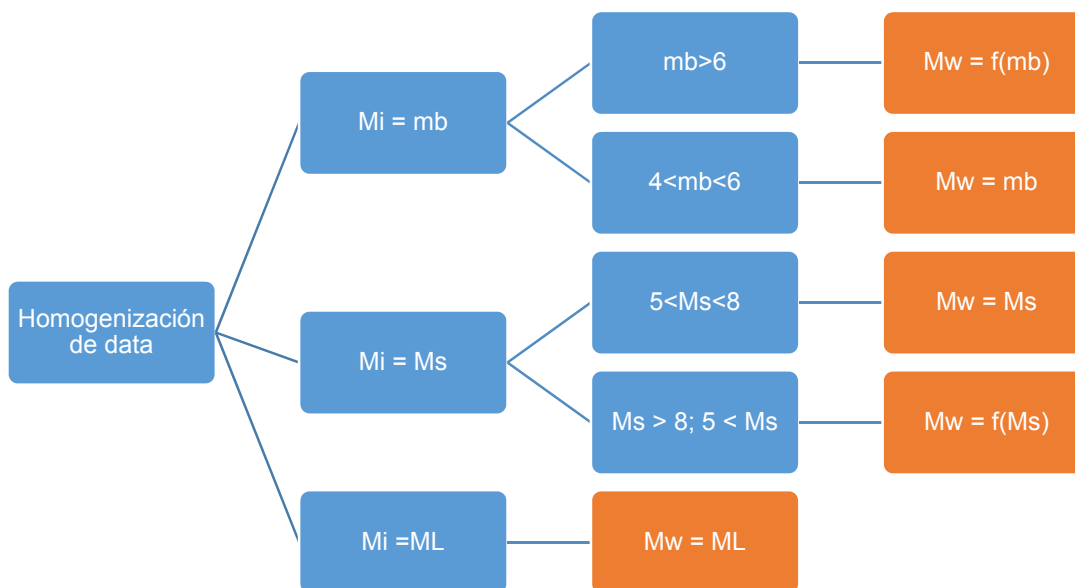 Homogenización
de data
Mi = mb
mb>6
Mw = f(mb)
4<mb<6
Mw = mb
Mi = Ms
5<Ms<8
Mw = Ms
Ms > 8; 5 < Ms
Mw = f(Ms)
Mi =ML
Mw = ML